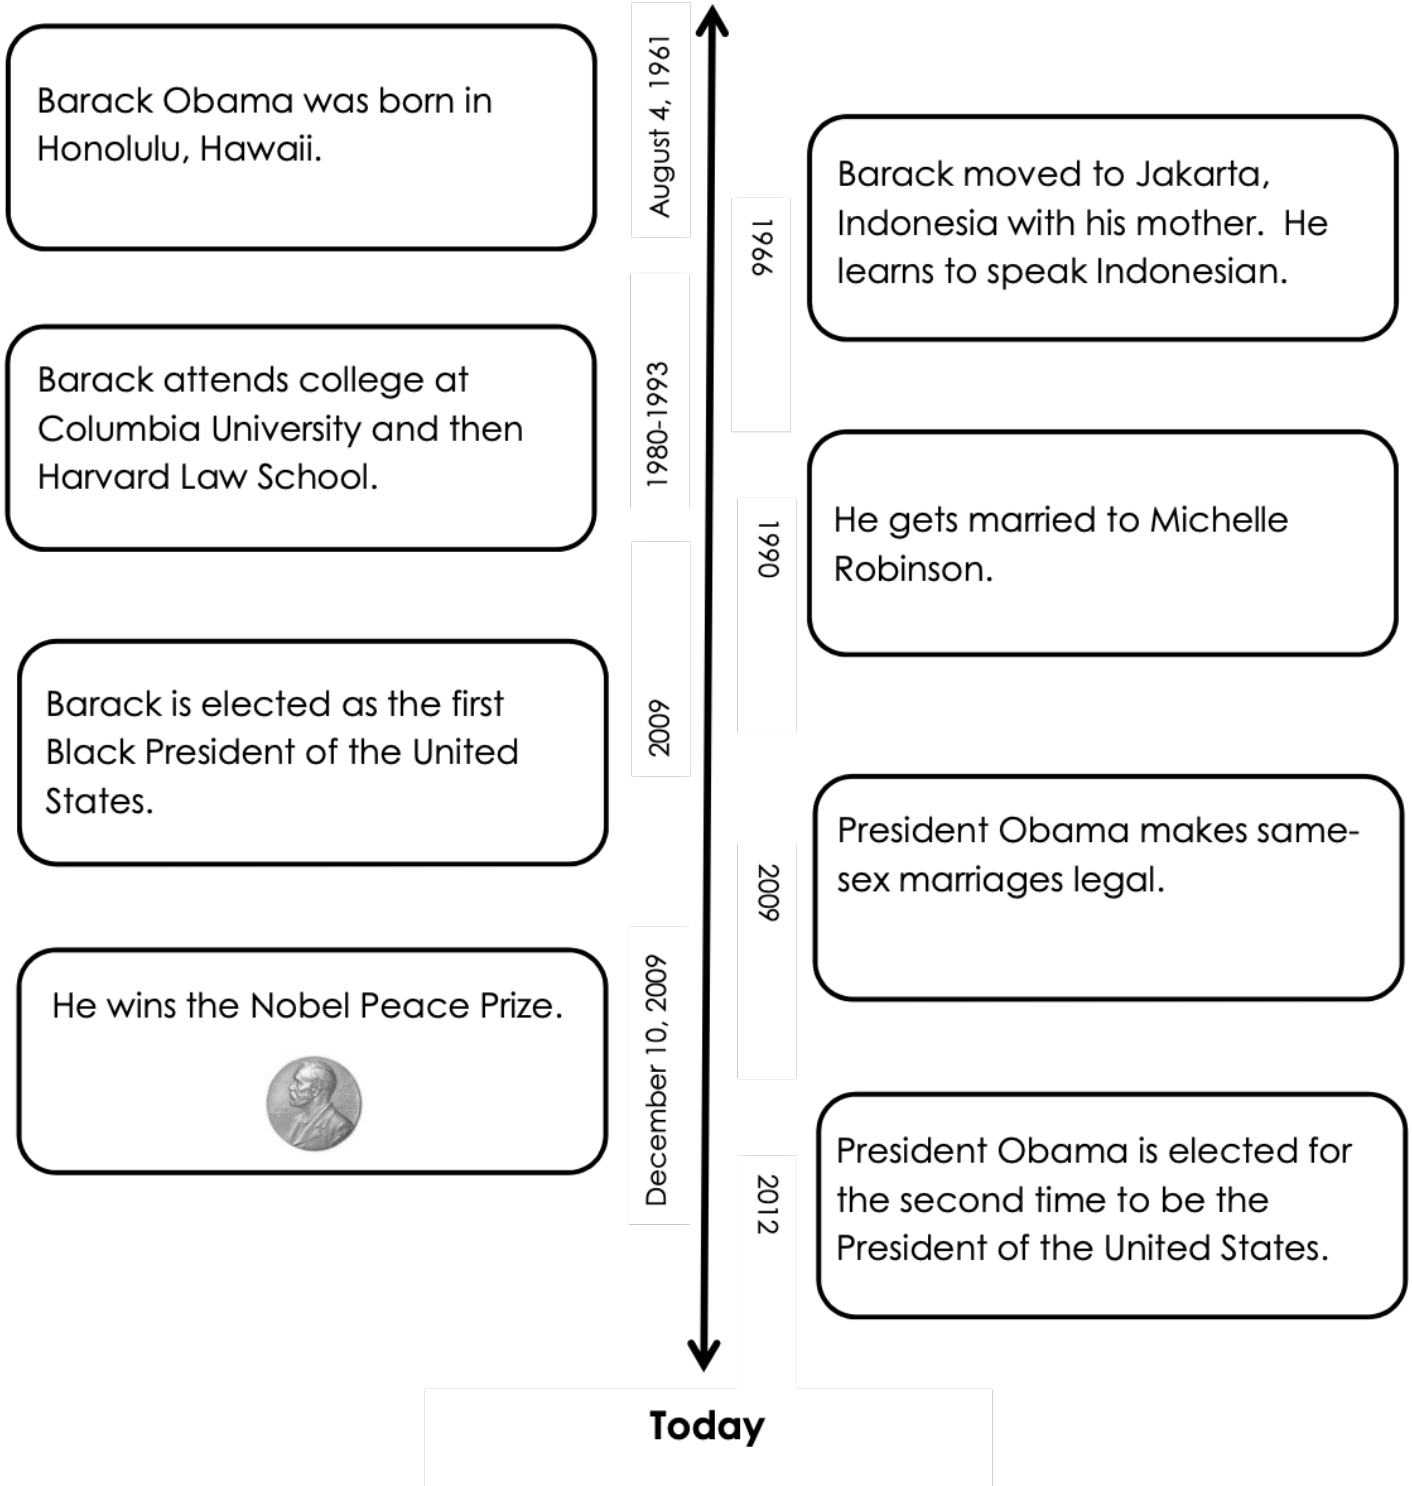 August 4, 1961
Barack Obama was born in
Honolulu, Hawaii.
1966
Barack moved to Jakarta,
Indonesia with his mother.  He
learns to speak Indonesian.
1980-1993
Barack attends college at
Columbia University and then
Harvard Law School.
1990
He gets married to Michelle
Robinson.
2009
Barack is elected as the first
Black President of the United
States.
2009
President Obama makes same-
sex marriages legal.
December 10, 2009
He wins the Nobel Peace Prize.
2012
President Obama is elected for
the second time to be the
President of the United States.
Today